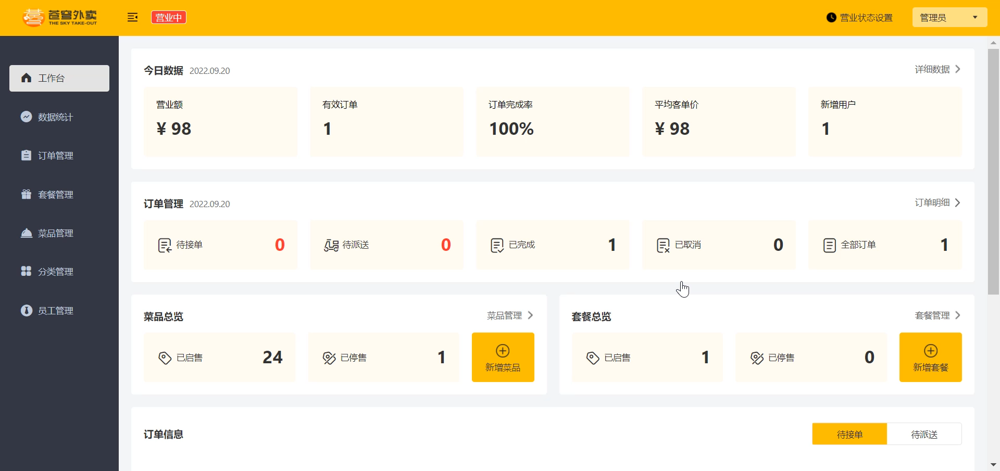 苍穹外卖
THE SKY TAKE-OUT
营业中
营业状态设置
管理员
工作台
数据统计
订单管理
套餐管理
菜品管理
分类管理
员工管理
今日数据 2022.09.20
详细数据
营业额
¥ 98
有效订单
1
订单完成率
100%
平均客单价
¥ 98
新增用户
1
订单管理 2022.09.20
订单明细
待接单 0
待派送 0
已完成 1
已取消 0
全部订单 1
菜品总览
菜品管理
已启售 24
已停售 1
新增菜品
套餐总览
套餐管理
已启售 1
已停售 0
新增套餐
订单信息
待接单
待派送